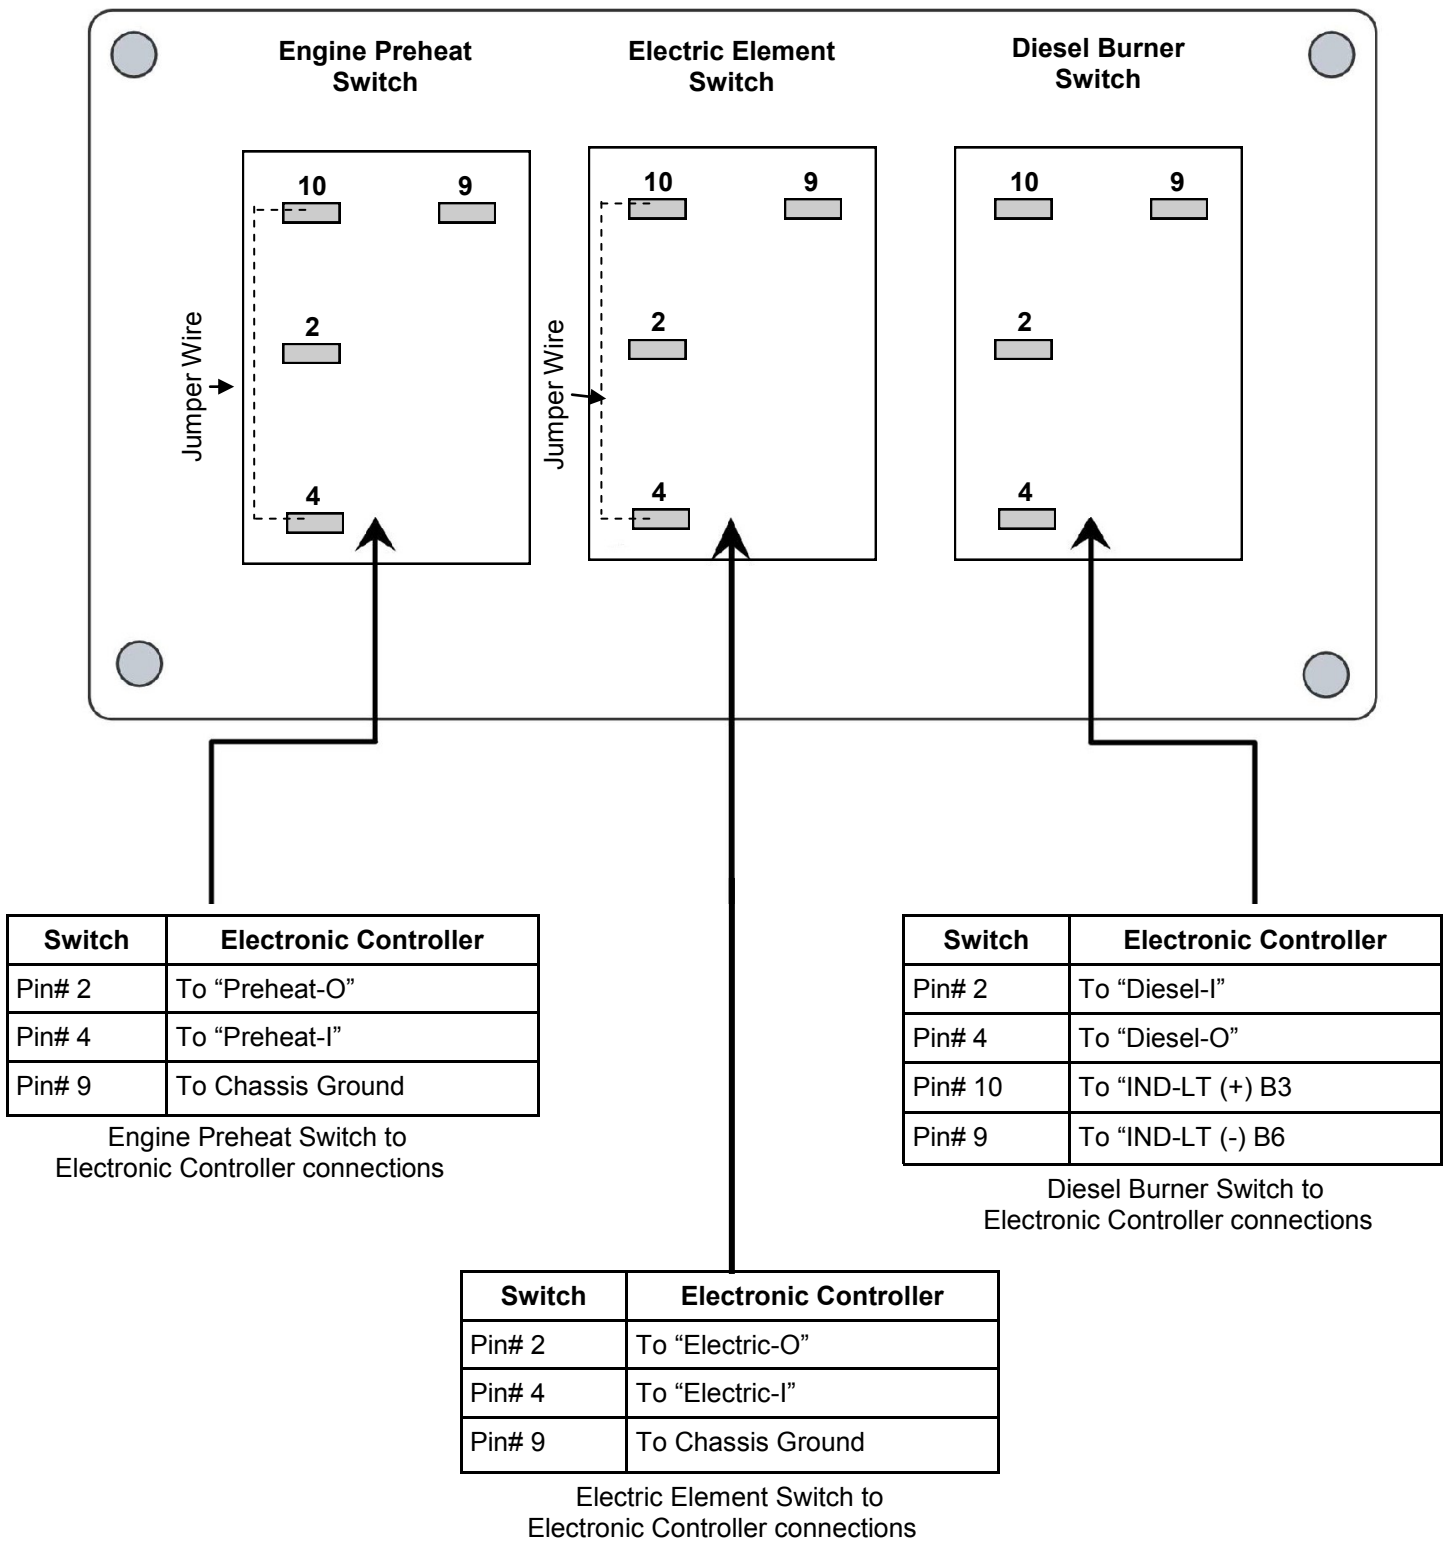 Engine Preheat
Switch
Electric Element
Switch
Diesel Burner
Switch
10
9
2
4
Jumper Wire
10
9
2
4
Jumper Wire
10
9
2
4
Switch Electronic Controller
Pin# 2 To “Preheat-O”
Pin# 4 To “Preheat-I”
Pin# 9 To Chassis Ground
Engine Preheat Switch to
Electronic Controller connections
Switch Electronic Controller
Pin# 2 To “Diesel-I”
Pin# 4 To “Diesel-O”
Pin# 10 To “IND-LT (+) B3
Pin# 9 To “IND-LT (-) B6
Diesel Burner Switch to
Electronic Controller connections
Switch Electronic Controller
Pin# 2 To “Electric-O”
Pin# 4 To “Electric-I”
Pin# 9 To Chassis Ground
Electric Element Switch to
Electronic Controller connections